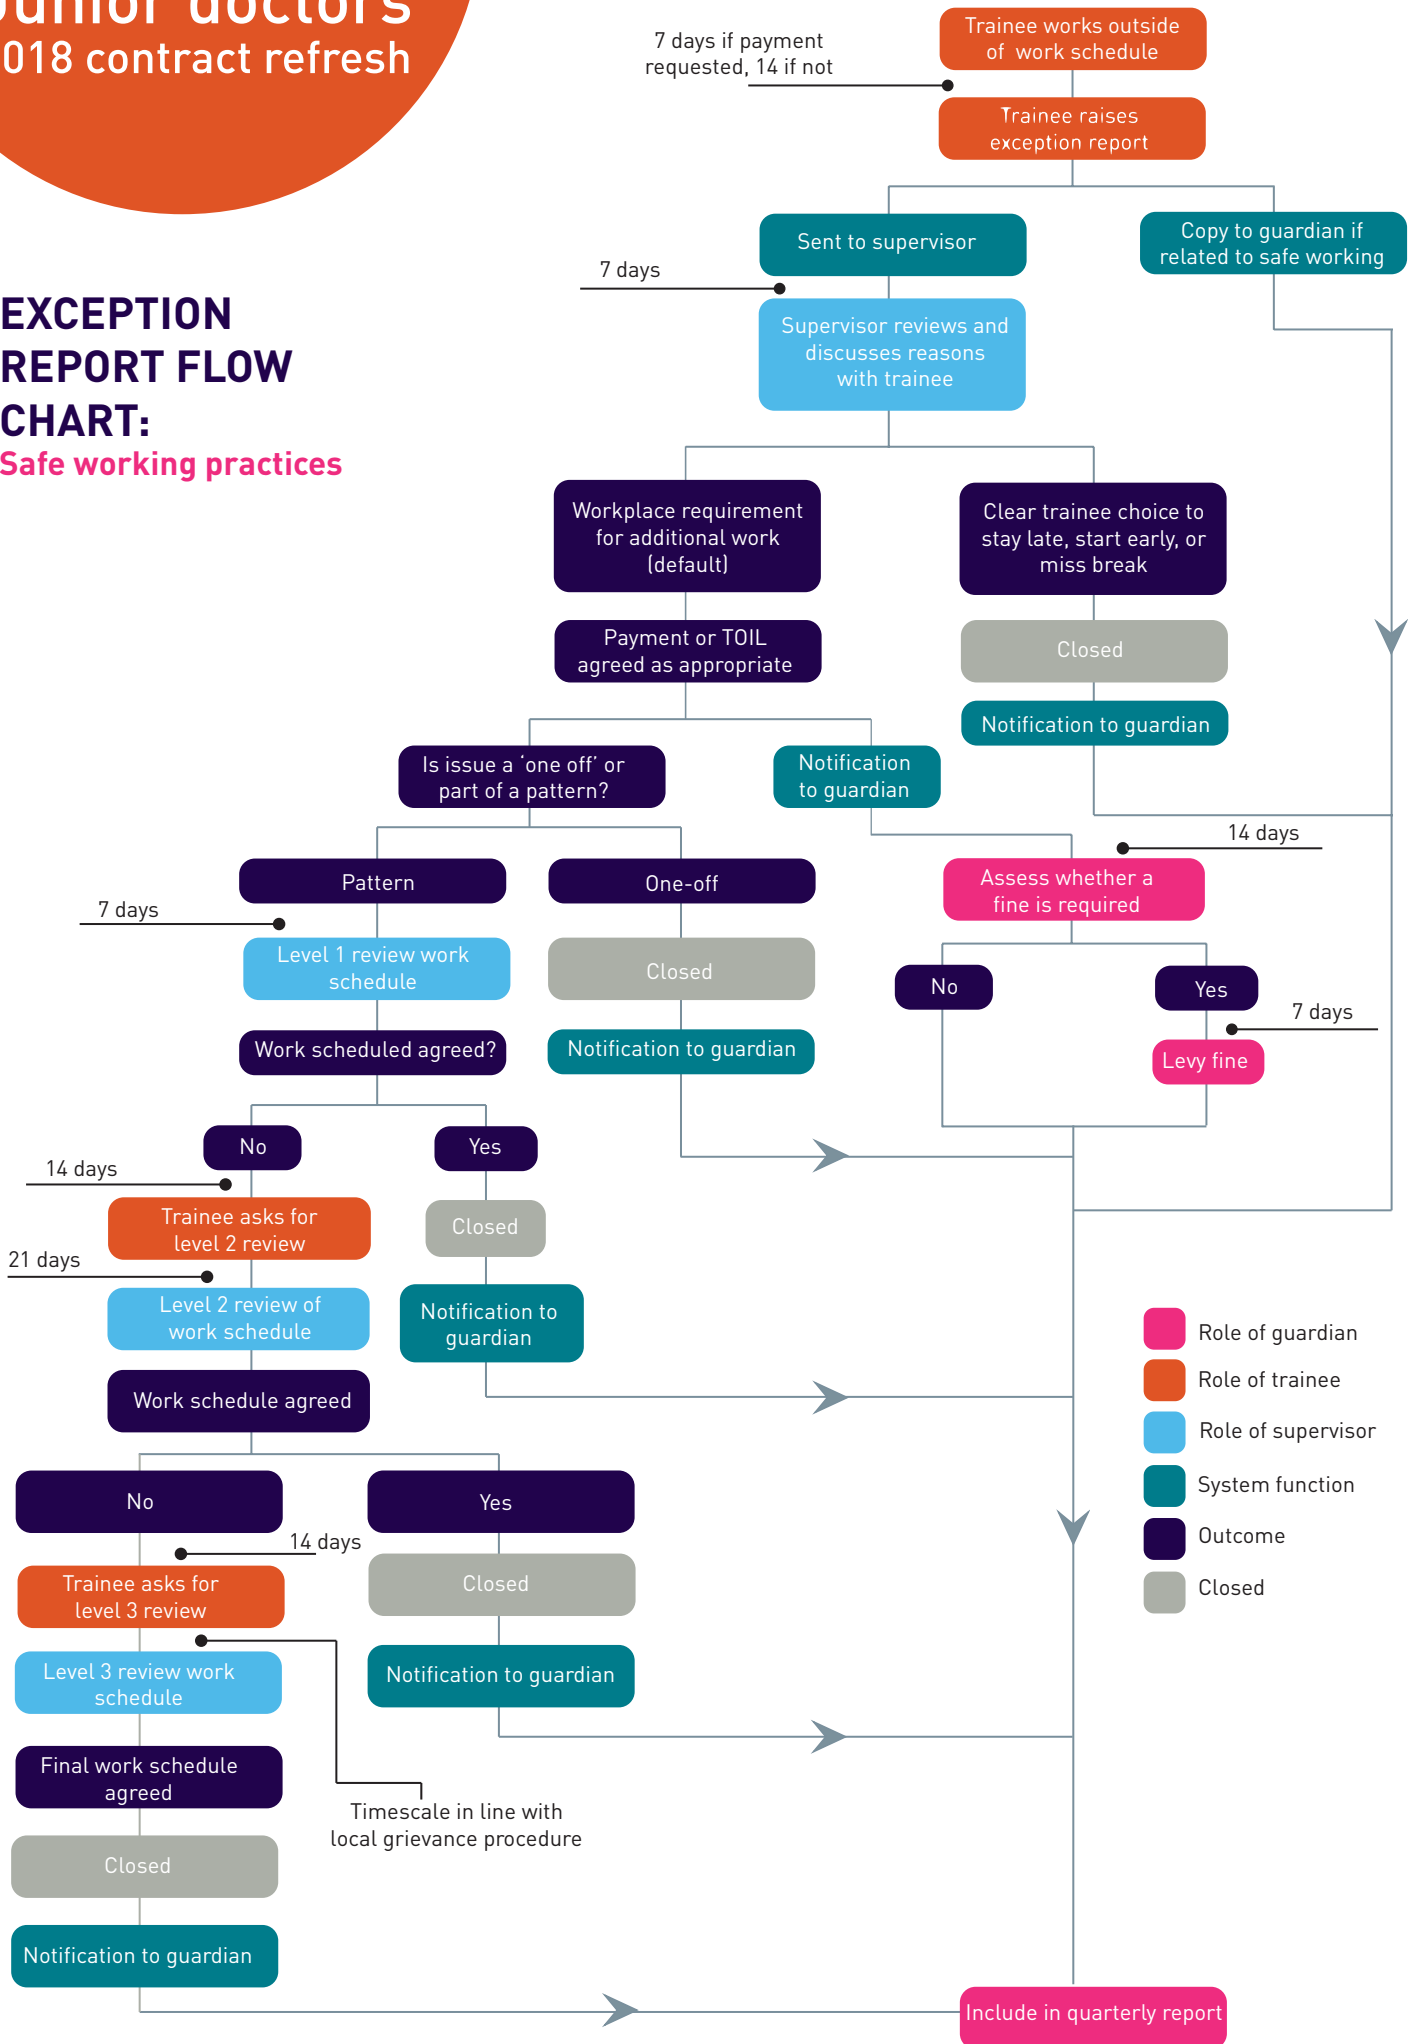 Junior doctors
2018 contract refresh
EXCEPTION
REPORT FLOW
CHART:
Safe working practices
7 days if payment
requested, 14 if not
Trainee works outside
of work schedule
Trainee raises
exception report
Sent to supervisor
Copy to guardian if
related to safe working
7 days
Supervisor reviews and
discusses reasons
with trainee
Workplace requirement
for additional work
(default)
Clear trainee choice to
stay late, start early, or
miss break
Payment or TOIL
agreed as appropriate
Closed
Notification to guardian
Is issue a ‘one off’ or
part of a pattern?
Notification
to guardian
14 days
Assess whether a
fine is required
Pattern
One-off
7 days
Level 1 review work
schedule
Closed
No
Yes
7 days
Work scheduled agreed?
Notification to guardian
Levy fine
No
Yes
14 days
Trainee asks for
level 2 review
Closed
21 days
Level 2 review of
work schedule
Notification to
guardian
Work schedule agreed
No
Yes
14 days
Trainee asks for
level 3 review
Closed
Level 3 review work
schedule
Notification to guardian
Final work schedule
agreed
Timescale in line with
local grievance procedure
Closed
Notification to guardian
Include in quarterly report
Role of guardian
Role of trainee
Role of supervisor
System function
Outcome
Closed